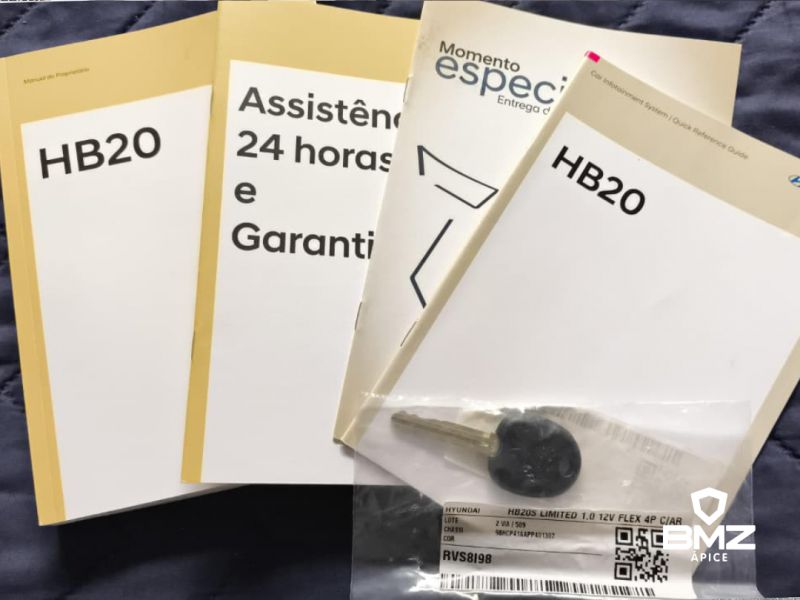 Manual do Proprietário
HB20
Assistênc
24 horas
e
Garanti
Momento
especi
Entrega d
Car Infotainment System / Quick Reference Guide
HB20
HYUNDAI HB20S LIMITED 1.0 12V FLEX 4P C/AR
LOTE 2 VIA / 509
CHASSI
COR
RVS8I98
BMZ
ÁPICE